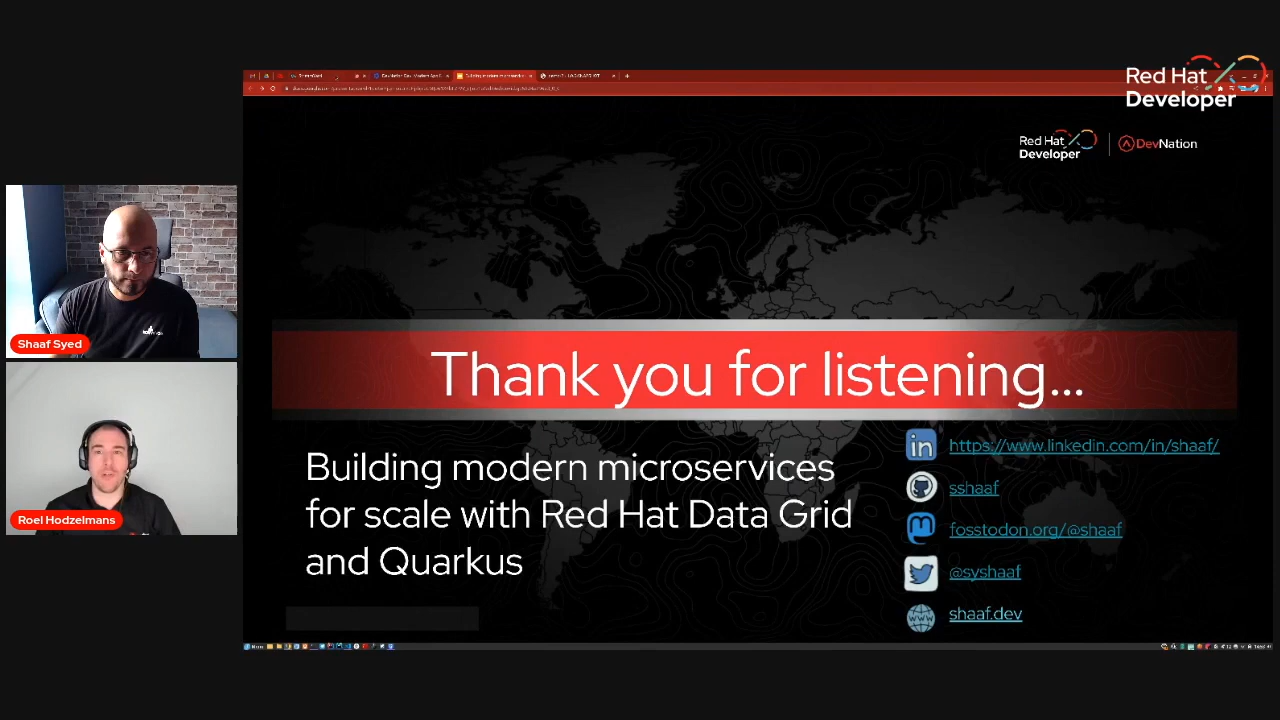 Red Hat
Developer
Red Hat
Developer
DevNation
Thank you for listening...
Building modern microservices
for scale with Red Hat Data Grid
and Quarkus
https://www.linkedin.com/in/shaaf/
sshaaf
fosstodon.org/@shaaf
@syshaaf
shaaf.dev
Shaaf Syed
Roel Hodzelmans